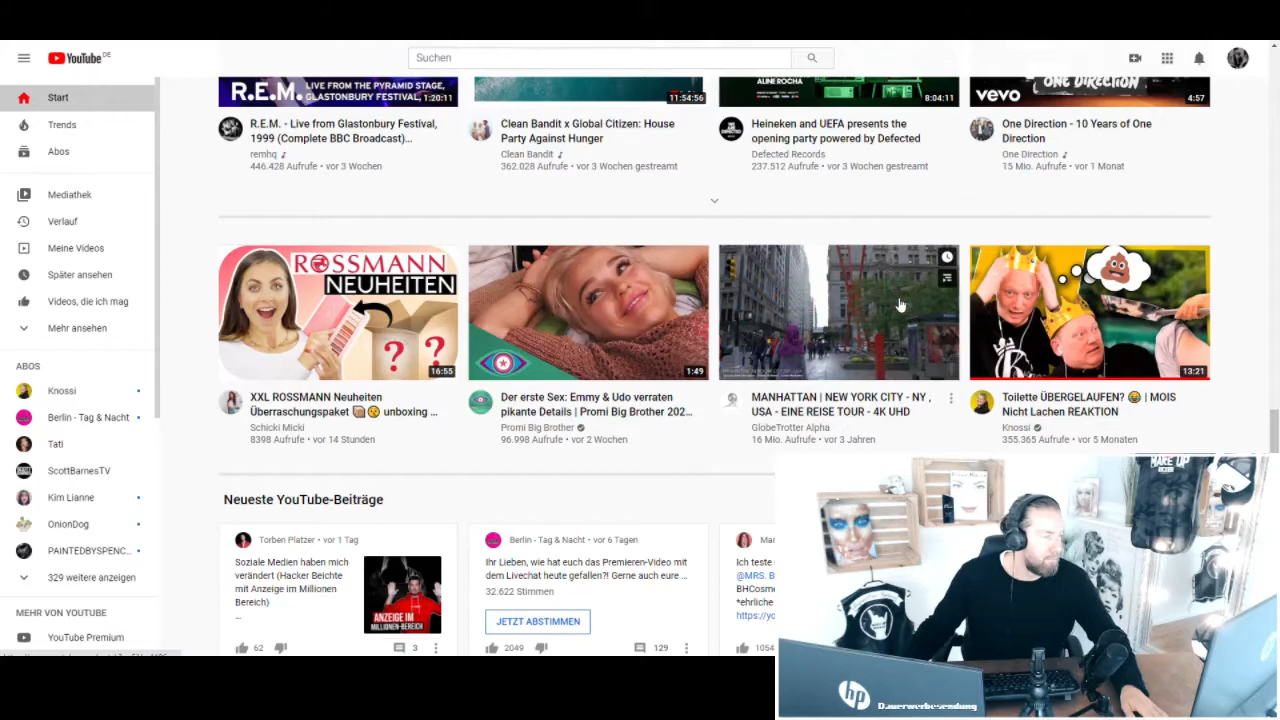 YouTube DE
Suchen
Start
Trends
Abos
Mediathek
Verlauf
Meine Videos
Später ansehen
Videos, die ich mag
Mehr ansehen
ABOS
Knossi
Berlin - Tag & Nacht
Tati
ScottBarnesTV
Kim Lianne
OnionDog
PAINTEDBYSPENC...
329 weitere anzeigen
MEHR VON YOUTUBE
YouTube Premium
R.E.M. LIVE FROM THE PYRAMID STAGE,
GLASTONBURY FESTIVAL,
1:20:11
R.E.M. - Live from Glastonbury Festival,
1999 (Complete BBC Broadcast)...
remhq
446.428 Aufrufe • vor 3 Wochen
11:54:56
Clean Bandit x Global Citizen: House
Party Against Hunger
Clean Bandit
362.028 Aufrufe • vor 3 Wochen gestreamt
ALINE ROCHA
8:04:11
Heineken and UEFA presents the
opening party powered by Defected
Defected Records
237.512 Aufrufe • vor 3 Wochen gestreamt
ONE DIRECTION
vevo
4:57
One Direction - 10 Years of One
Direction
One Direction
15 Mio. Aufrufe • vor 1 Monat
ROSSMANN
NEUHEITEN
? ?
16:55
XXL ROSSMANN Neuheiten
Überraschungspaket 📦😯 unboxing ...
Schicki Micki
8398 Aufrufe • vor 14 Stunden
1:49
Der erste Sex: Emmy & Udo verraten
pikante Details | Promi Big Brother 202...
Promi Big Brother
96.998 Aufrufe • vor 2 Wochen
MANHATTAN | NEW YORK CITY - NY ,
USA - EINE REISE TOUR - 4K UHD
GlobeTrotter Alpha
16 Mio. Aufrufe • vor 3 Jahren
13:21
Toilette ÜBERGELAUFEN? 😂 | MOIS
Nicht Lachen REAKTION
Knossi
355.365 Aufrufe • vor 5 Monaten
Neueste YouTube-Beiträge
Torben Platzer • vor 1 Tag
Soziale Medien haben mich
verändert (Hacker Beichte
mit Anzeige im Millionen
Bereich)
...
ANZEIGE IM
MILLIONEN-BEREICH
62
3
Berlin - Tag & Nacht • vor 6 Tagen
Ihr Lieben, wie hat euch das Premieren-Video mit
dem Livechat heute gefallen?! Gerne auch eure ...
32.622 Stimmen
JETZT ABSTIMMEN
2049
129
Mar
Ich teste
@MRS. B
BHCosme
*ehrliche
https://yo
1054
MAKE UP
hp
Dauerwerbesendung